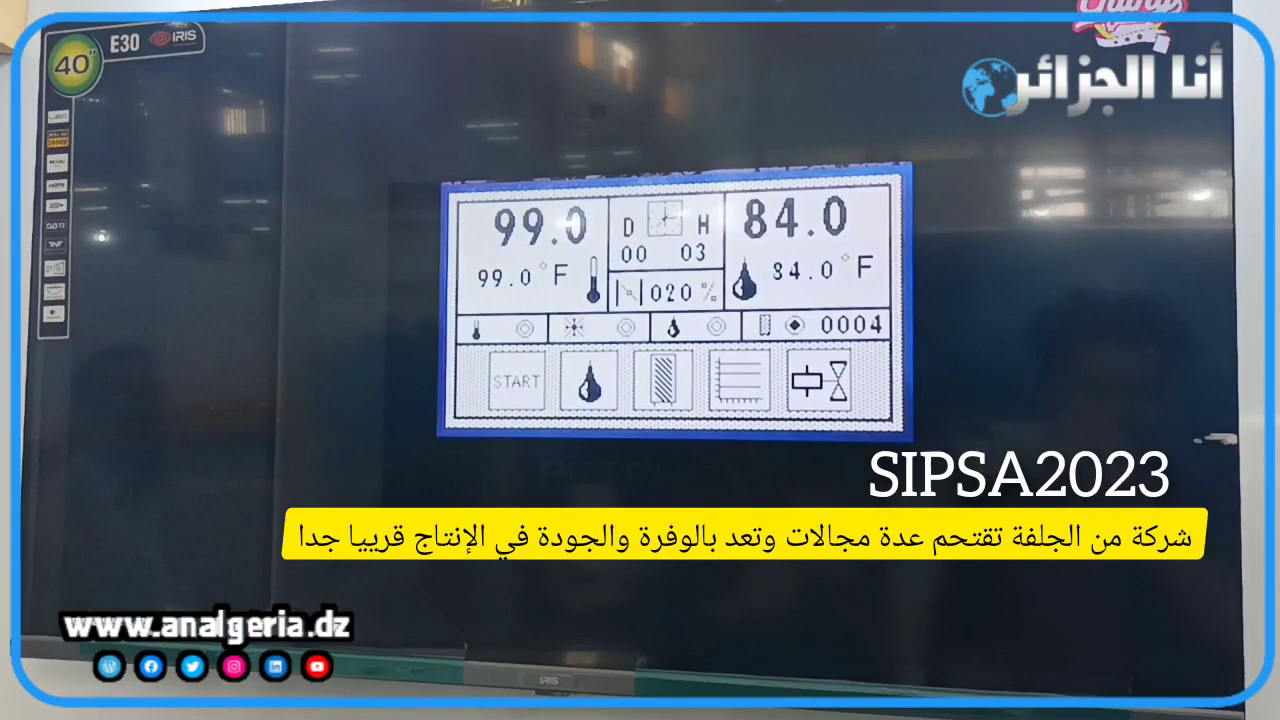 40"
E30 IRIS
أنا الجزائر
99.0
99.0 °F
D H
00 03
020 %
84.0
84.0 °F
0004
START
SIPSA2023
شركة من الجلفة تقتحم عدة مجالات وتعد بالوفرة والجودة في الإنتاج قريبا جدا
www.analgeria.dz
IRIS